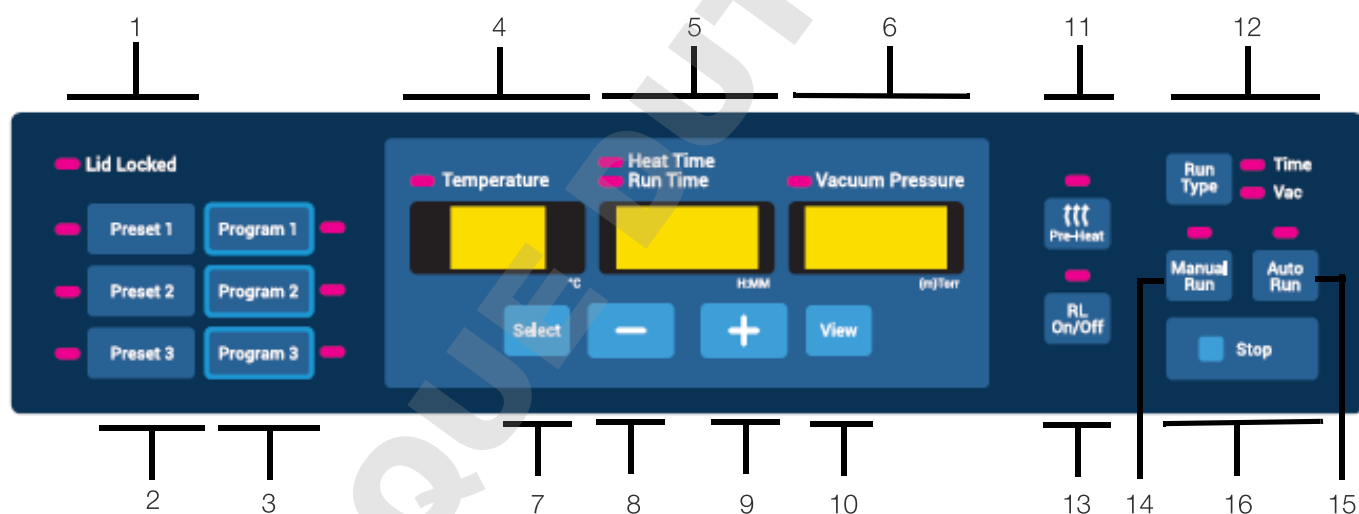 1
4
5
6
11
12
Lid Locked
Preset 1
Program 1
Preset 2
Program 2
Preset 3
Program 3
Temperature
°C
Heat Time
Run Time
H:MM
Vacuum Pressure
(m)Torr
Select
−
+
View
Pre-Heat
RL
On/Off
Run
Type
Time
Vac
Manual
Run
Auto
Run
Stop
2
3
7
8
9
10
13
14
16
15